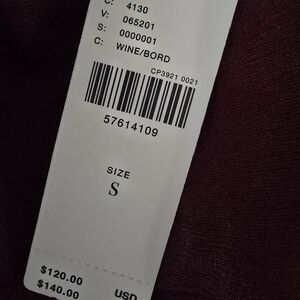 C: 4130
V: 065201
S: 0000001
C: WINE/BORD
CP3921 0021
57614109
SIZE
S
$120.00 USD
$140.00